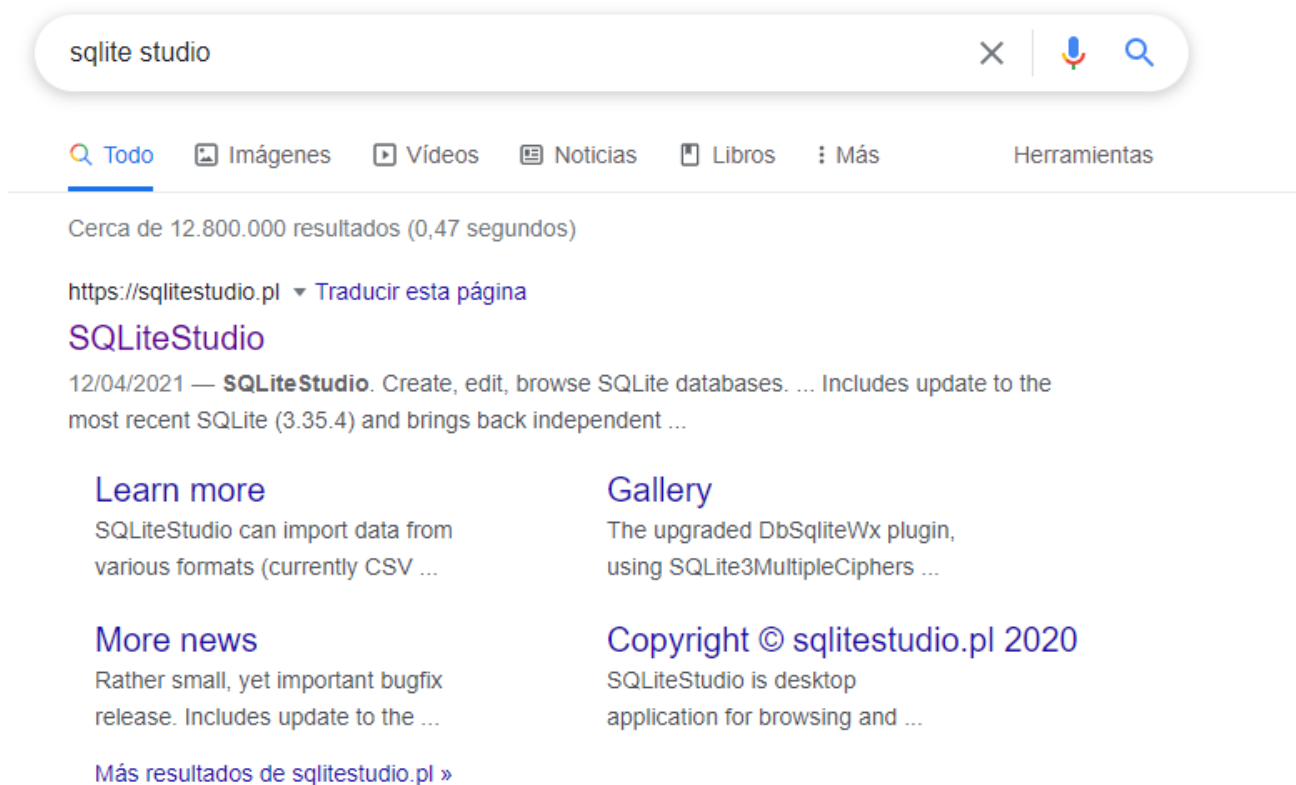 sqlite studio
Todo Imágenes Vídeos Noticias Libros Más Herramientas
Cerca de 12.800.000 resultados (0,47 segundos)
https://sqlitestudio.pl Traducir esta página
SQLiteStudio
12/04/2021 — SQLiteStudio. Create, edit, browse SQLite databases. ... Includes update to the
most recent SQLite (3.35.4) and brings back independent ...
Learn more
SQLiteStudio can import data from
various formats (currently CSV ...
Gallery
The upgraded DbSqliteWx plugin,
using SQLite3MultipleCiphers ...
More news
Rather small, yet important bugfix
release. Includes update to the ...
Copyright © sqlitestudio.pl 2020
SQLiteStudio is desktop
application for browsing and ...
Más resultados de sqlitestudio.pl »